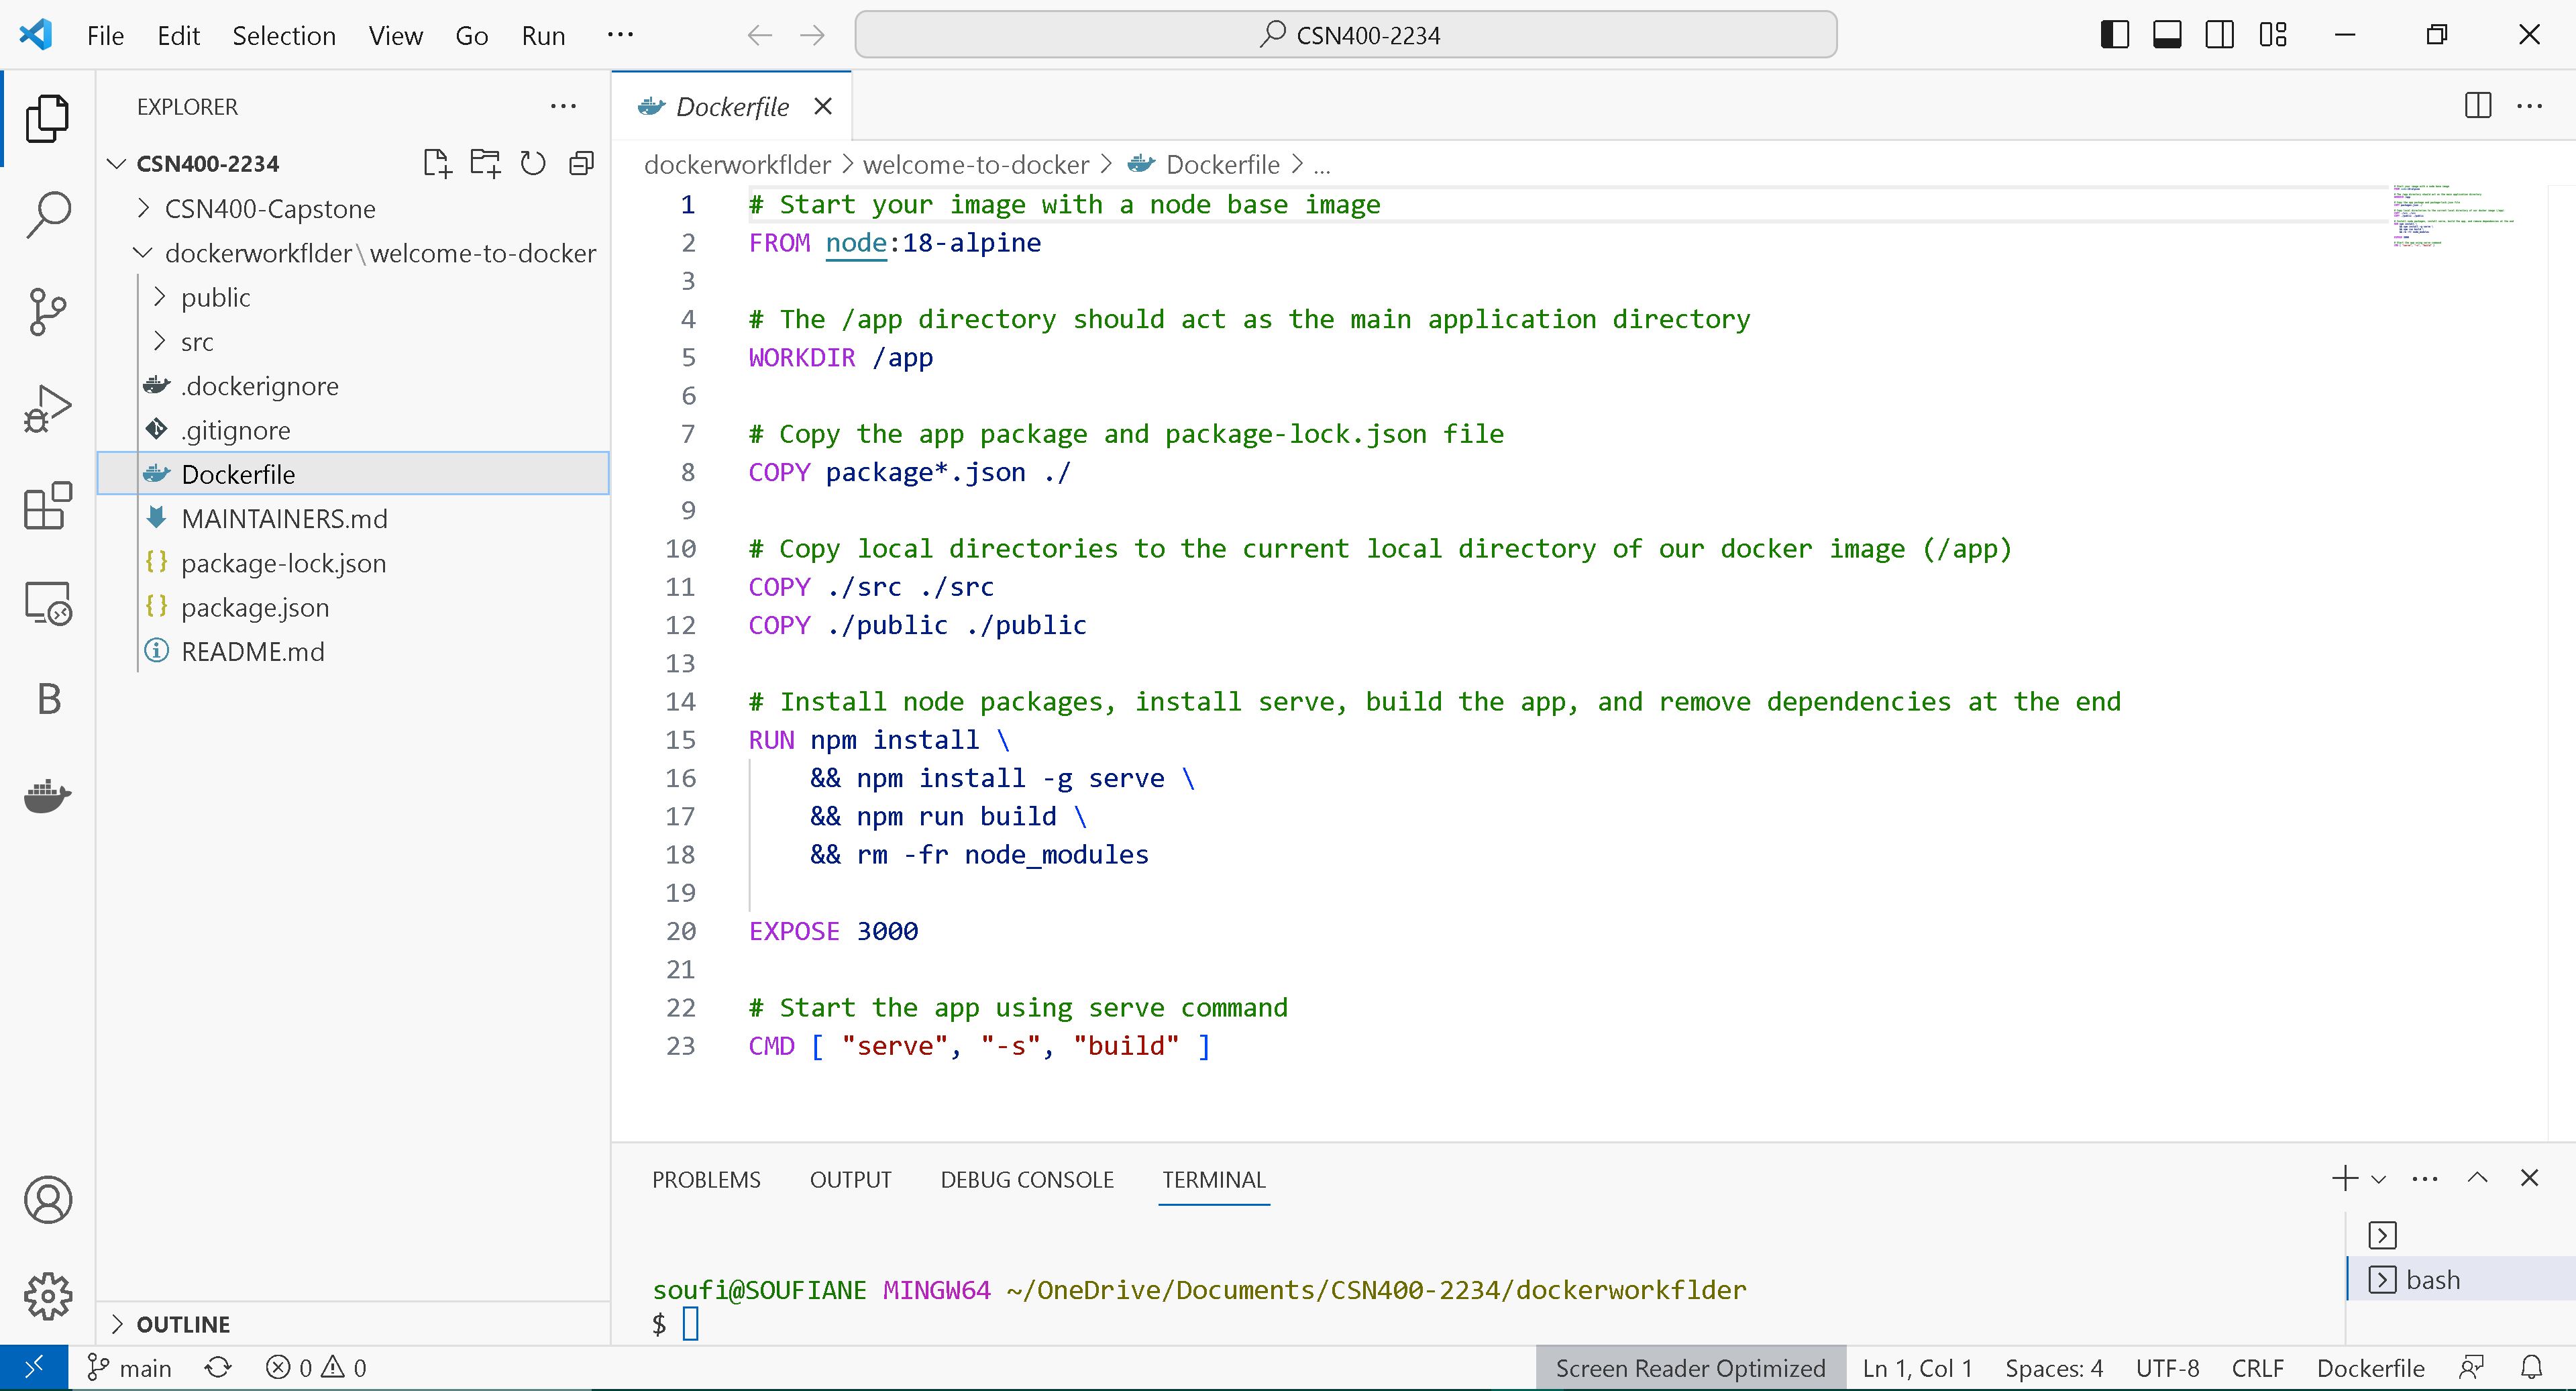 File Edit Selection View Go Run ··· CSN400-2234
EXPLORER ···
CSN400-2234
CSN400-Capstone
dockerworkflder\welcome-to-docker
public
src
.dockerignore
.gitignore
Dockerfile
MAINTAINERS.md
package-lock.json
package.json
README.md
B
OUTLINE
Dockerfile
dockerworkflder > welcome-to-docker > Dockerfile > ...
1 # Start your image with a node base image
2 FROM node:18-alpine
3
4 # The /app directory should act as the main application directory
5 WORKDIR /app
6
7 # Copy the app package and package-lock.json file
8 COPY package*.json ./
9
10 # Copy local directories to the current local directory of our docker image (/app)
11 COPY ./src ./src
12 COPY ./public ./public
13
14 # Install node packages, install serve, build the app, and remove dependencies at the end
15 RUN npm install \
16 && npm install -g serve \
17 && npm run build \
18 && rm -fr node_modules
19
20 EXPOSE 3000
21
22 # Start the app using serve command
23 CMD [ "serve", "-s", "build" ]
PROBLEMS OUTPUT DEBUG CONSOLE TERMINAL
soufi@SOUFIANE MINGW64 ~/OneDrive/Documents/CSN400-2234/dockerworkflder
$
bash
main 0 0 Screen Reader Optimized Ln 1, Col 1 Spaces: 4 UTF-8 CRLF Dockerfile